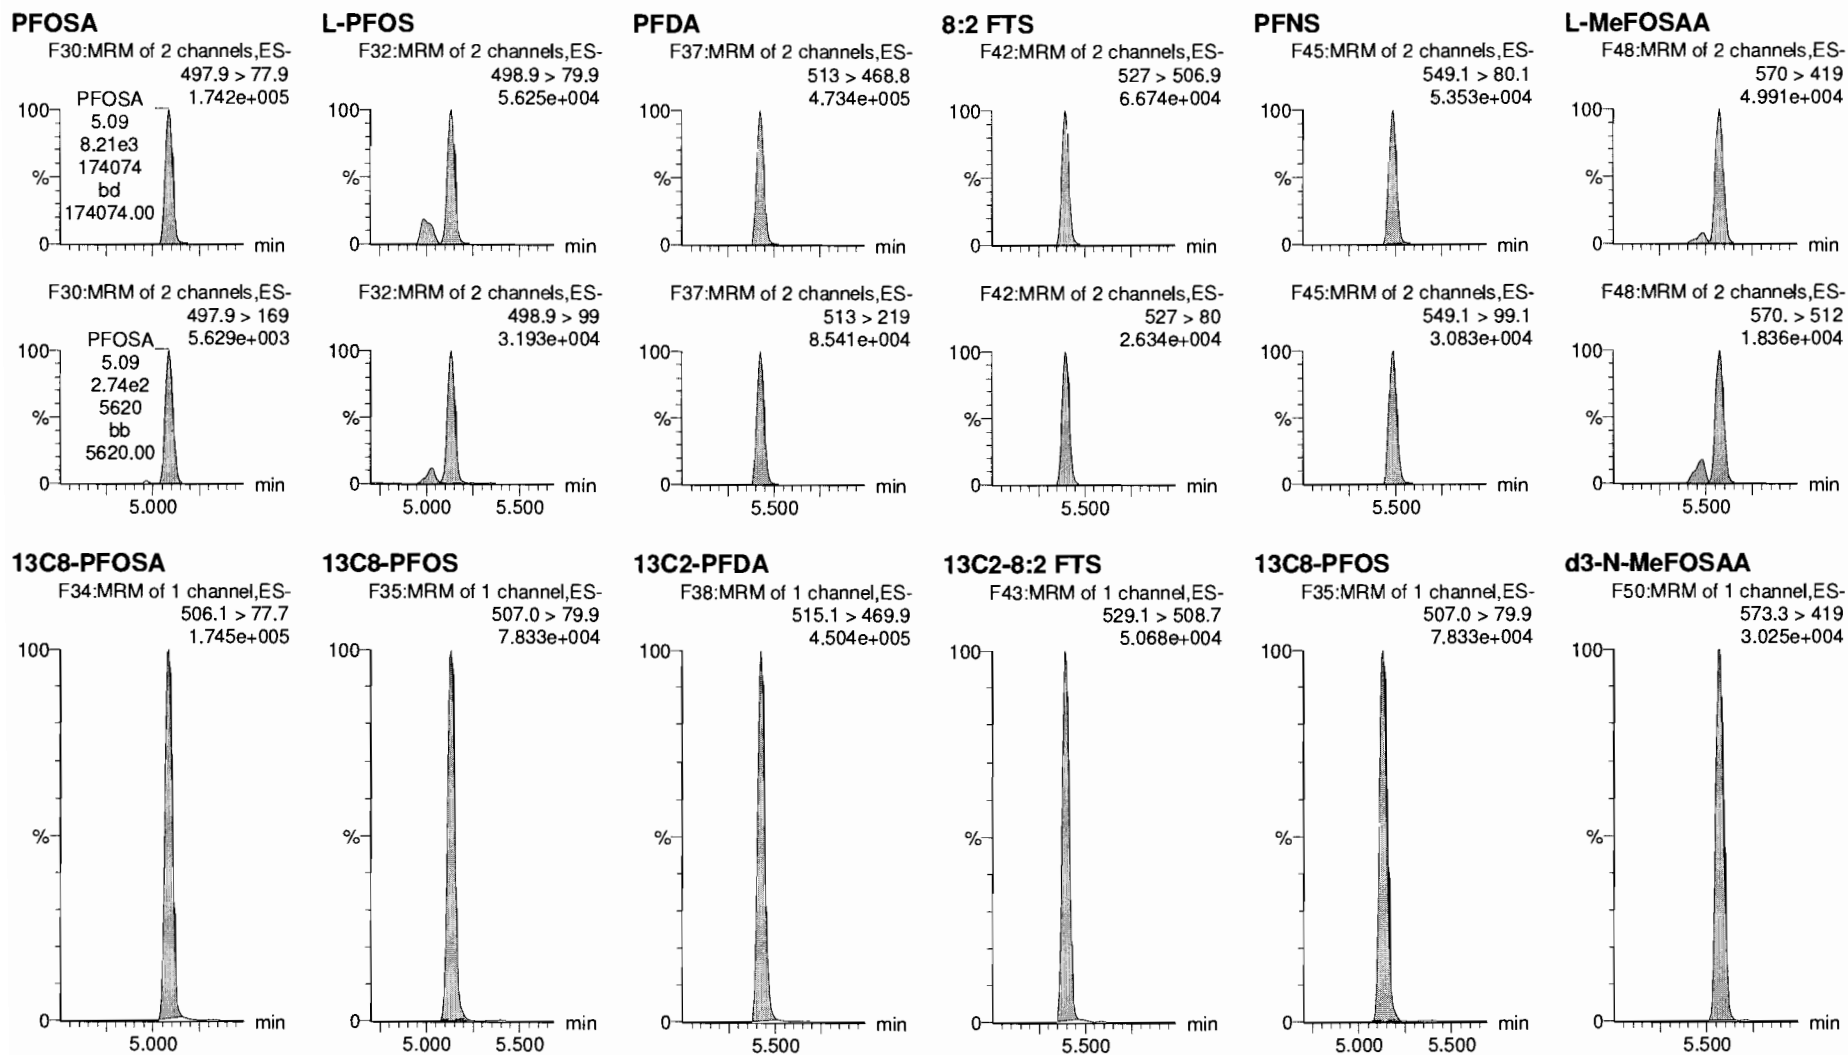 PFOSA
F30:MRM of 2 channels,ES-
497.9 > 77.9
1.742e+005
PFOSA
5.09
8.21e3
174074
bd
174074.00
100
%
0
min
L-PFOS
F32:MRM of 2 channels,ES-
498.9 > 79.9
5.625e+004
100
%
0
min
PFDA
F37:MRM of 2 channels,ES-
513 > 468.8
4.734e+005
100
%
0
min
8:2 FTS
F42:MRM of 2 channels,ES-
527 > 506.9
6.674e+004
100
%
0
min
PFNS
F45:MRM of 2 channels,ES-
549.1 > 80.1
5.353e+004
100
%
0
min
L-MeFOSAA
F48:MRM of 2 channels,ES-
570 > 419
4.991e+004
100
%
0
min
F30:MRM of 2 channels,ES-
497.9 > 169
5.629e+003
PFOSA
5.09
2.74e2
5620
bb
5620.00
100
%
0
min
5.000
F32:MRM of 2 channels,ES-
498.9 > 99
3.193e+004
100
%
0
min
5.000 5.500
F37:MRM of 2 channels,ES-
513 > 219
8.541e+004
100
%
0
min
5.500
F42:MRM of 2 channels,ES-
527 > 80
2.634e+004
100
%
0
min
5.500
F45:MRM of 2 channels,ES-
549.1 > 99.1
3.083e+004
100
%
0
min
5.500
F48:MRM of 2 channels,ES-
570. > 512
1.836e+004
100
%
0
min
5.500
13C8-PFOSA
F34:MRM of 1 channel,ES-
506.1 > 77.7
1.745e+005
100
%
0
min
5.000
13C8-PFOS
F35:MRM of 1 channel,ES-
507.0 > 79.9
7.833e+004
100
%
0
min
5.000 5.500
13C2-PFDA
F38:MRM of 1 channel,ES-
515.1 > 469.9
4.504e+005
100
%
0
min
5.500
13C2-8:2 FTS
F43:MRM of 1 channel,ES-
529.1 > 508.7
5.068e+004
100
%
0
min
5.500
13C8-PFOS
F35:MRM of 1 channel,ES-
507.0 > 79.9
7.833e+004
100
%
0
min
5.000 5.500
d3-N-MeFOSAA
F50:MRM of 1 channel,ES-
573.3 > 419
3.025e+004
100
%
0
min
5.500